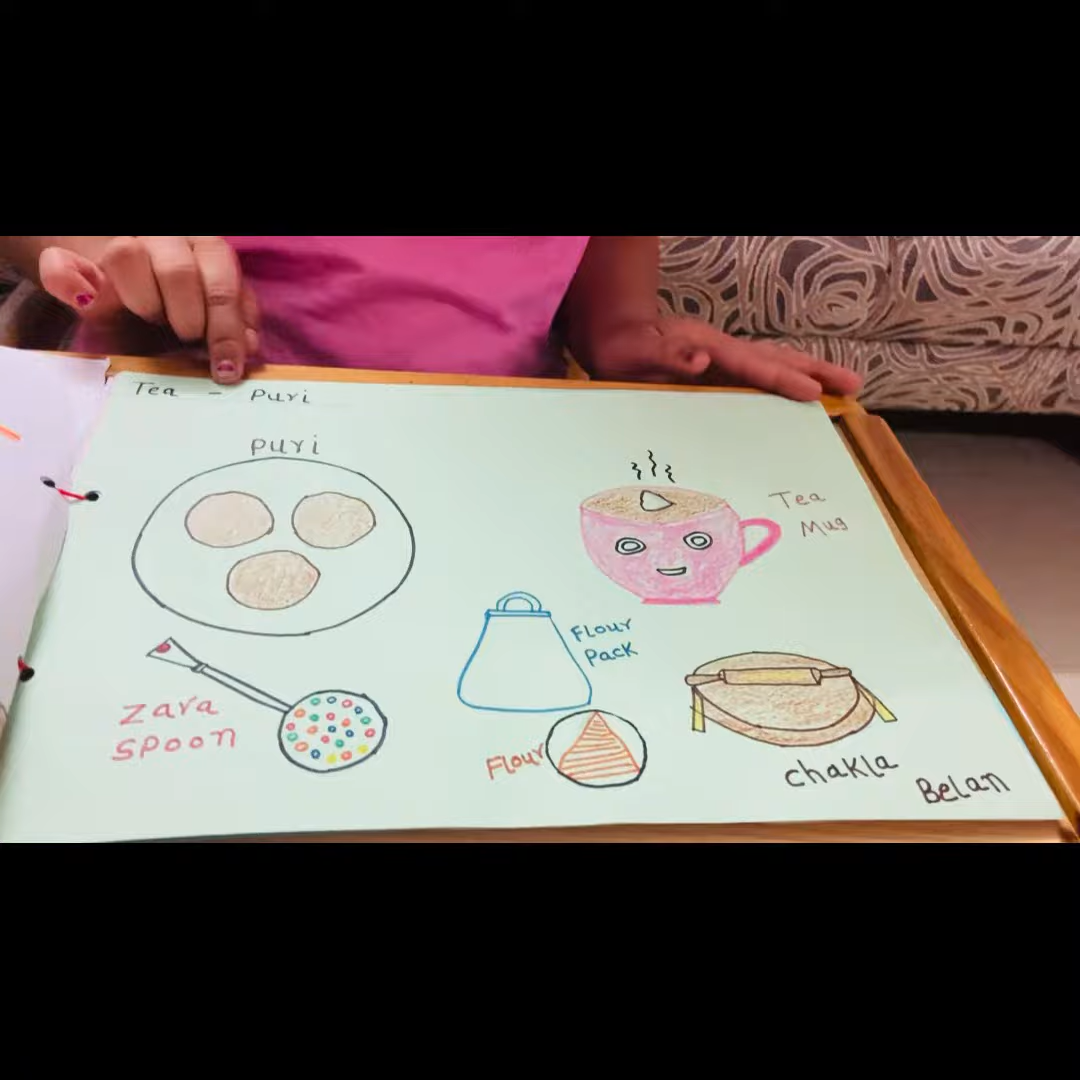 Tea - Puri
Puri
Tea
Mug
Flour
Pack
Zara
Spoon
Flour
chakla
Belan